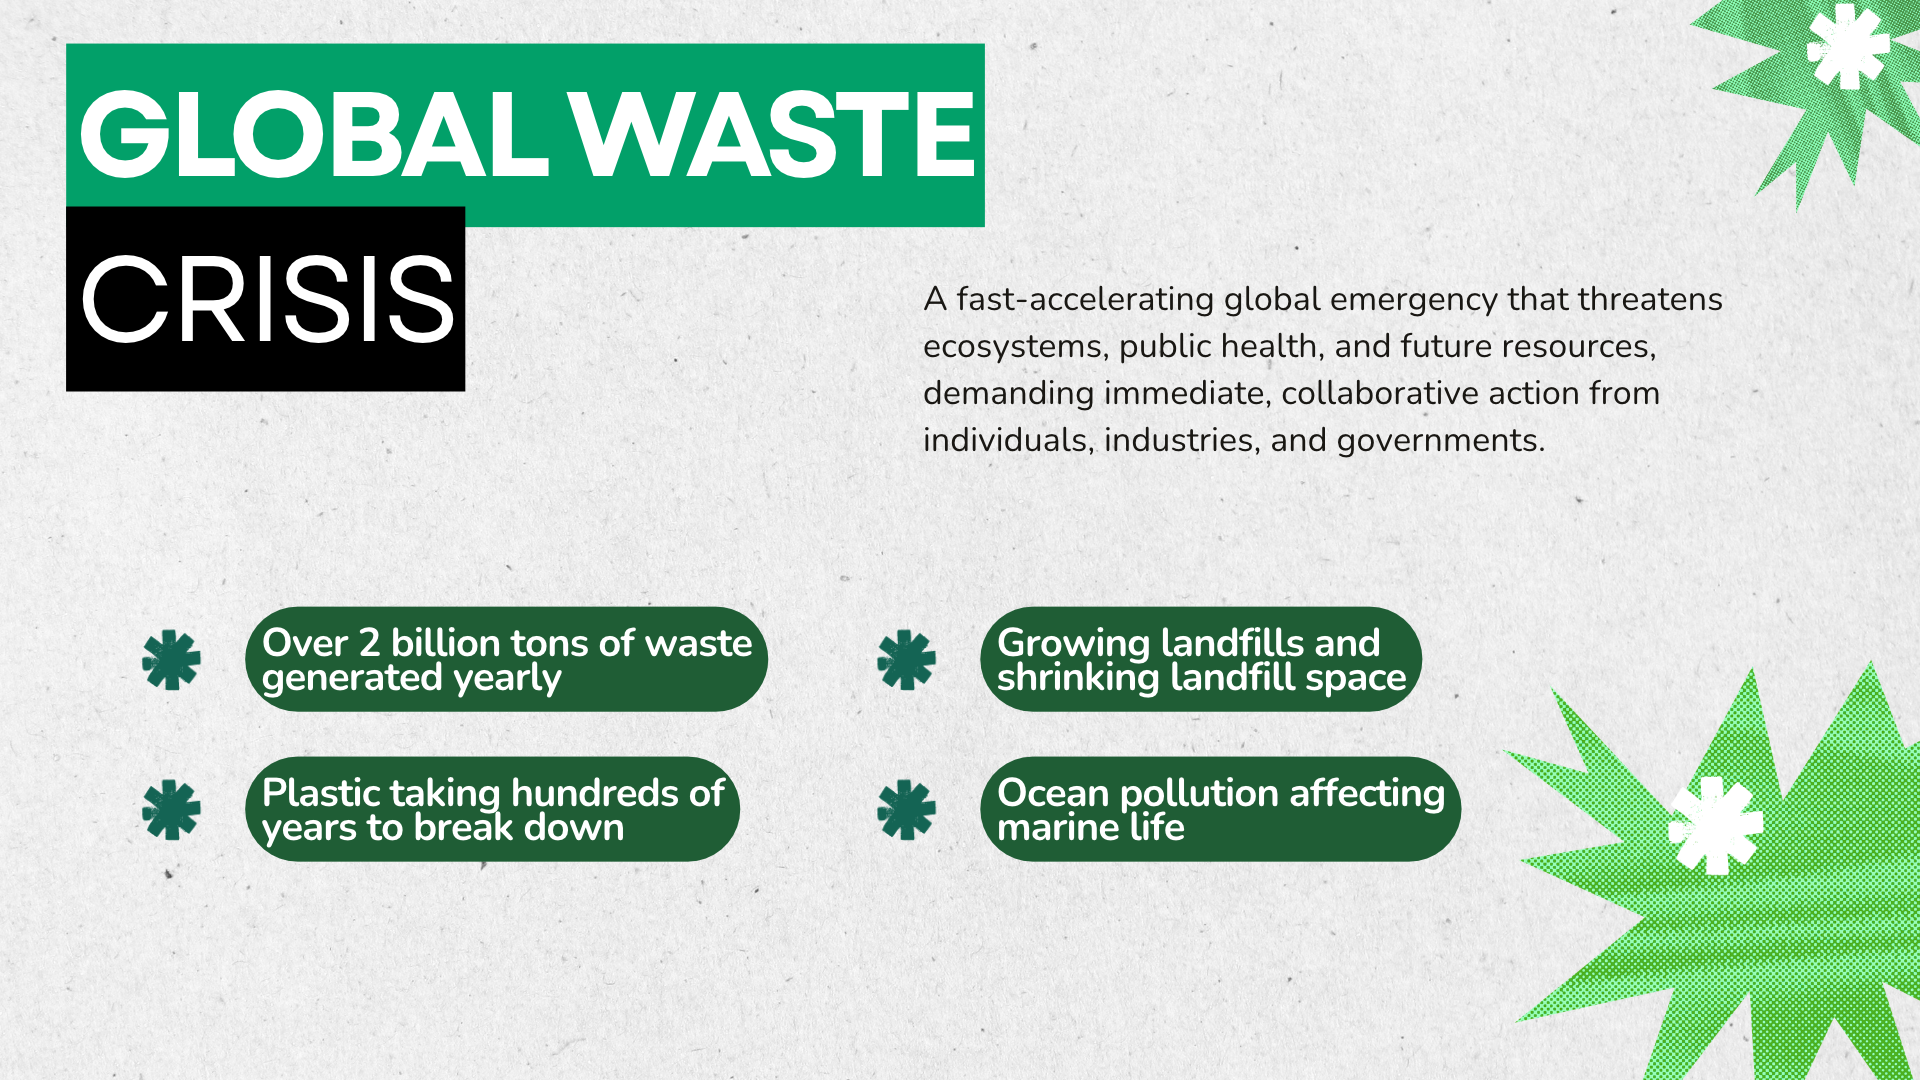 GLOBAL WASTE
CRISIS
A fast-accelerating global emergency that threatens
ecosystems, public health, and future resources,
demanding immediate, collaborative action from
individuals, industries, and governments.
Over 2 billion tons of waste
generated yearly
Growing landfills and
shrinking landfill space
Plastic taking hundreds of
years to break down
Ocean pollution affecting
marine life